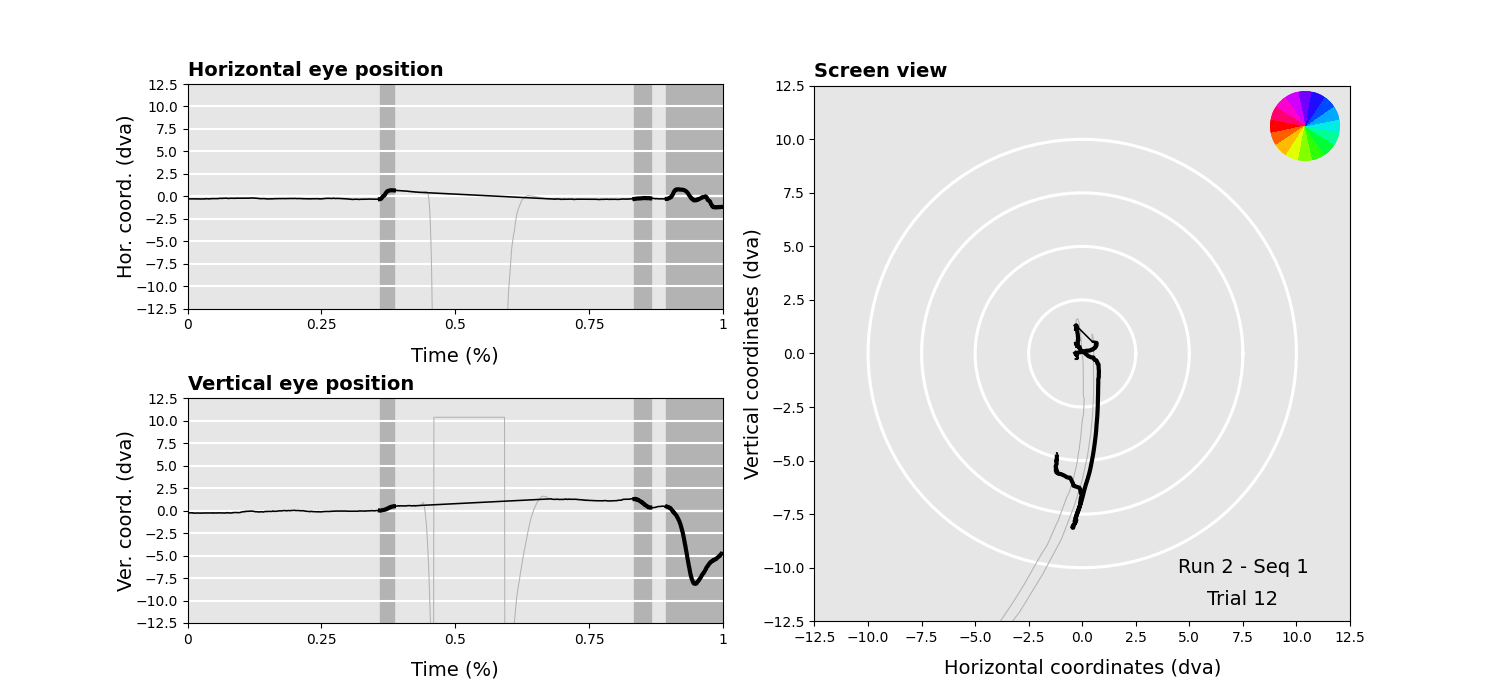 Horizontal eye position
12.5
10.0
7.5
5.0
2.5
0.0
−2.5
−5.0
−7.5
−10.0
−12.5
Hor. coord. (dva)
0 0.25 0.5 0.75 1
Time (%)
Vertical eye position
12.5
10.0
7.5
5.0
2.5
0.0
−2.5
−5.0
−7.5
−10.0
−12.5
Ver. coord. (dva)
0 0.25 0.5 0.75 1
Time (%)
Screen view
12.5
10.0
7.5
5.0
2.5
0.0
−2.5
−5.0
−7.5
−10.0
−12.5
Vertical coordinates (dva)
Run 2 - Seq 1
Trial 12
−12.5 −10.0 −7.5 −5.0 −2.5 0.0 2.5 5.0 7.5 10.0 12.5
Horizontal coordinates (dva)